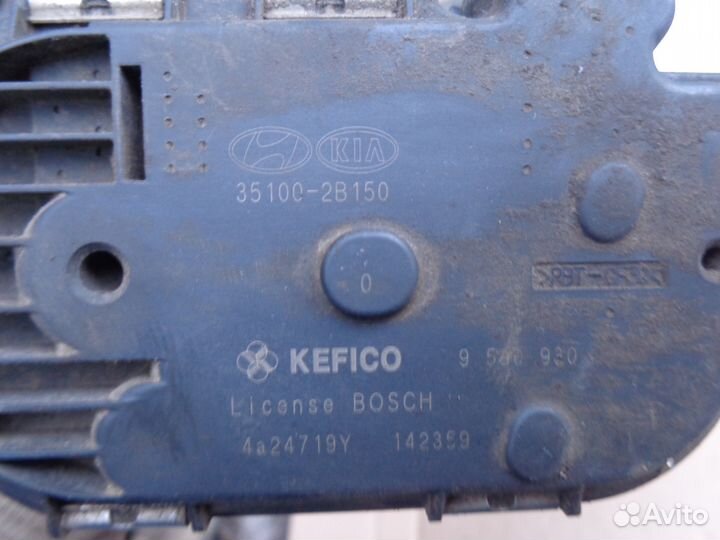 KIA
35100-2B150
0
KEFICO
License BOSCH
4a24719Y 142359
Avito